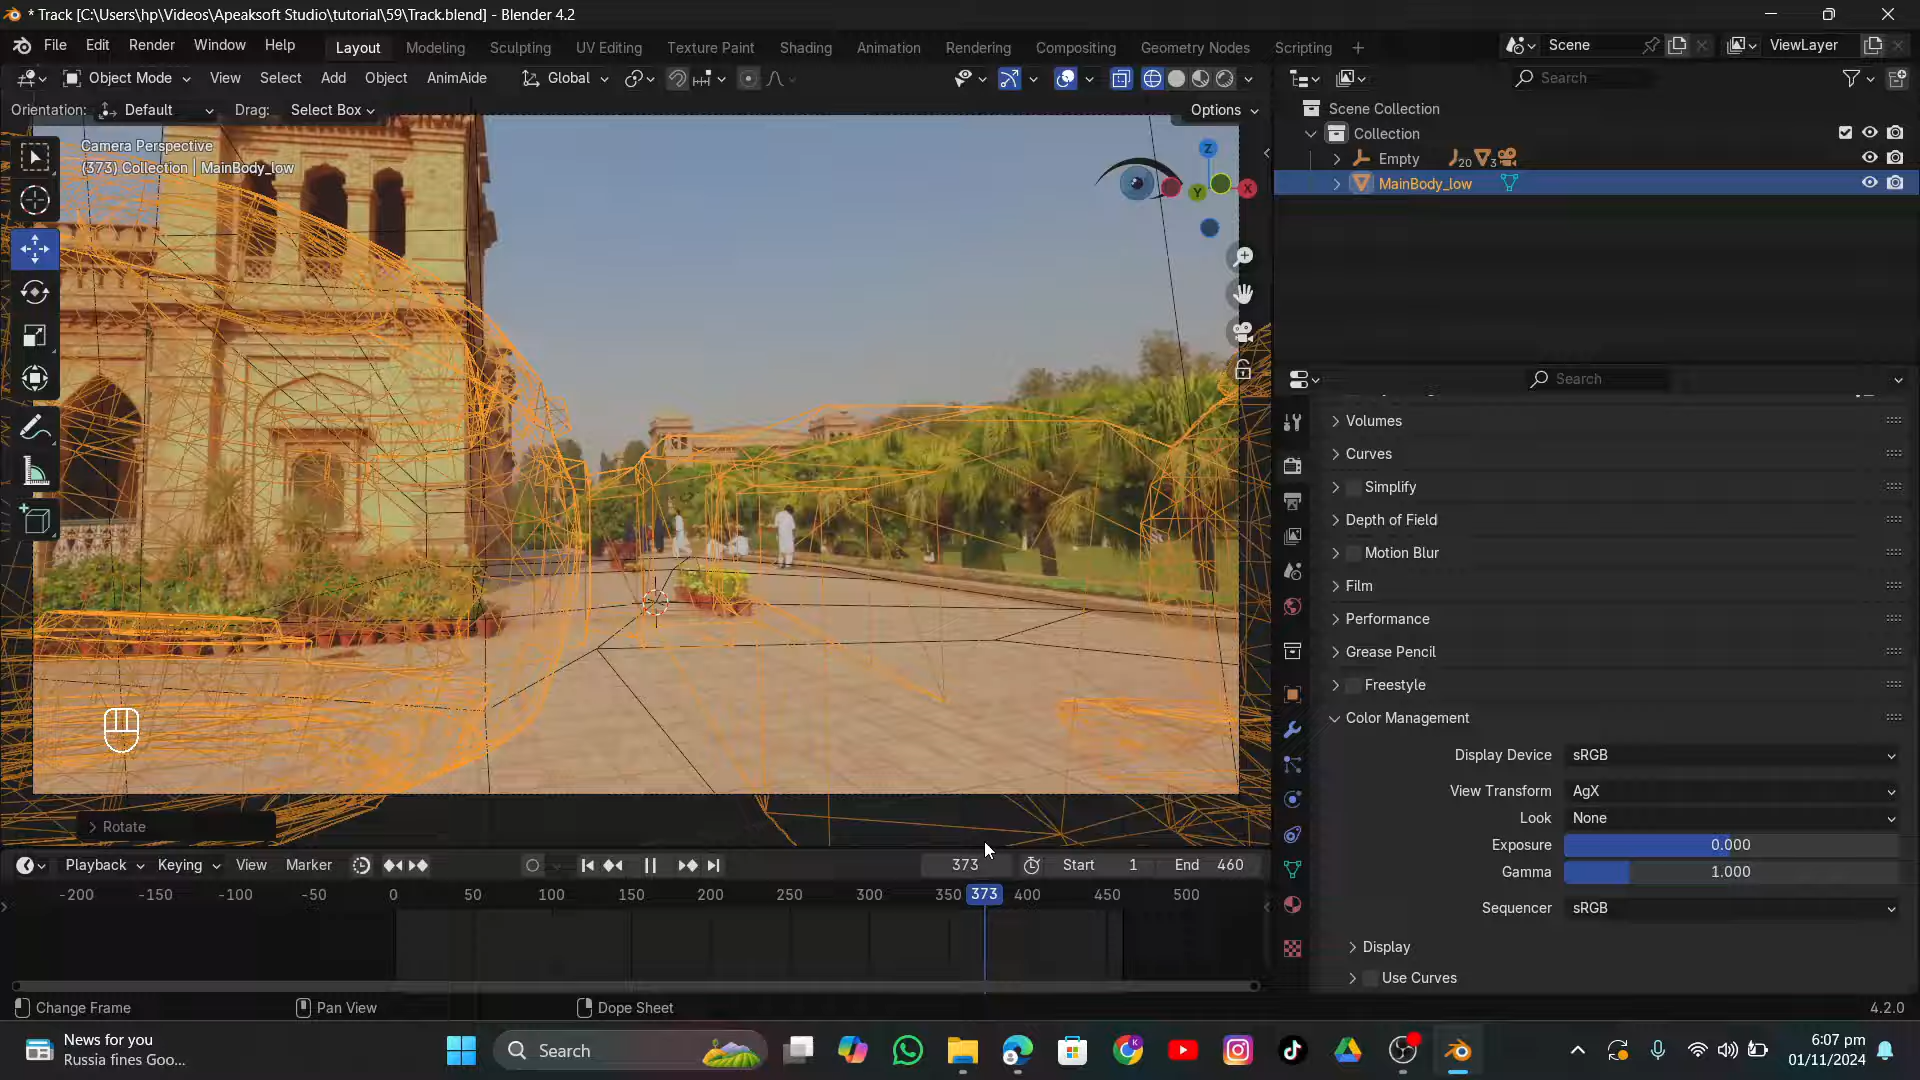 * Track [C:\Users\hp\Videos\Apeaksoft Studio\tutorial\59\Track.blend] - Blender 4.2
File Edit Render Window Help Layout Modeling Sculpting UV Editing Texture Paint Shading Animation Rendering Compositing Geometry Nodes Scripting + Scene ViewLayer
Object Mode View Select Add Object AnimAide Global Search
Orientation: Default Drag: Select Box Options
Scene Collection
Collection
Camera Perspective
(373) Collection | MainBody_low
Empty 20 3
MainBody_low
Z
Y
X
Search
Volumes
Curves
Simplify
Depth of Field
Motion Blur
Film
Performance
Grease Pencil
Freestyle
Color Management
Display Device sRGB
View Transform AgX
Look None
Exposure 0.000
Gamma 1.000
Sequencer sRGB
Display
Use Curves
Rotate
Playback Keying View Marker 373 Start 1 End 460
-200 -150 -100 -50 0 50 100 150 200 250 300 350 373 400 450 500
Change Frame Pan View Dope Sheet 4.2.0
News for you
Russia fines Goo...
Search
K
6:07 pm
01/11/2024